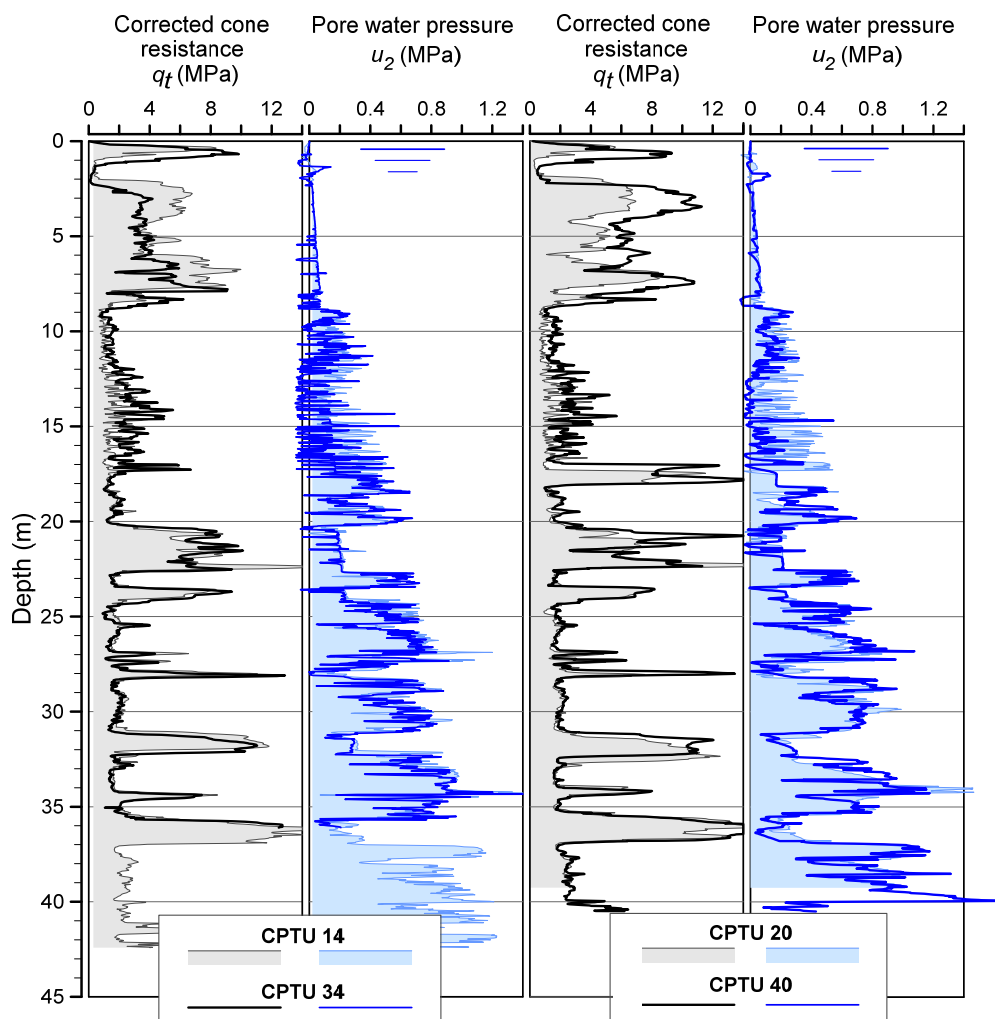 Corrected cone
resistance
qt (MPa)
Pore water pressure
u2 (MPa)
Corrected cone
resistance
qt (MPa)
Pore water pressure
u2 (MPa)
0 4 8 12 0 0.4 0.8 1.2 0 4 8 12 0 0.4 0.8 1.2
0
5
10
15
20
25
30
35
40
45
Depth (m)
CPTU 14
CPTU 34
CPTU 20
CPTU 40